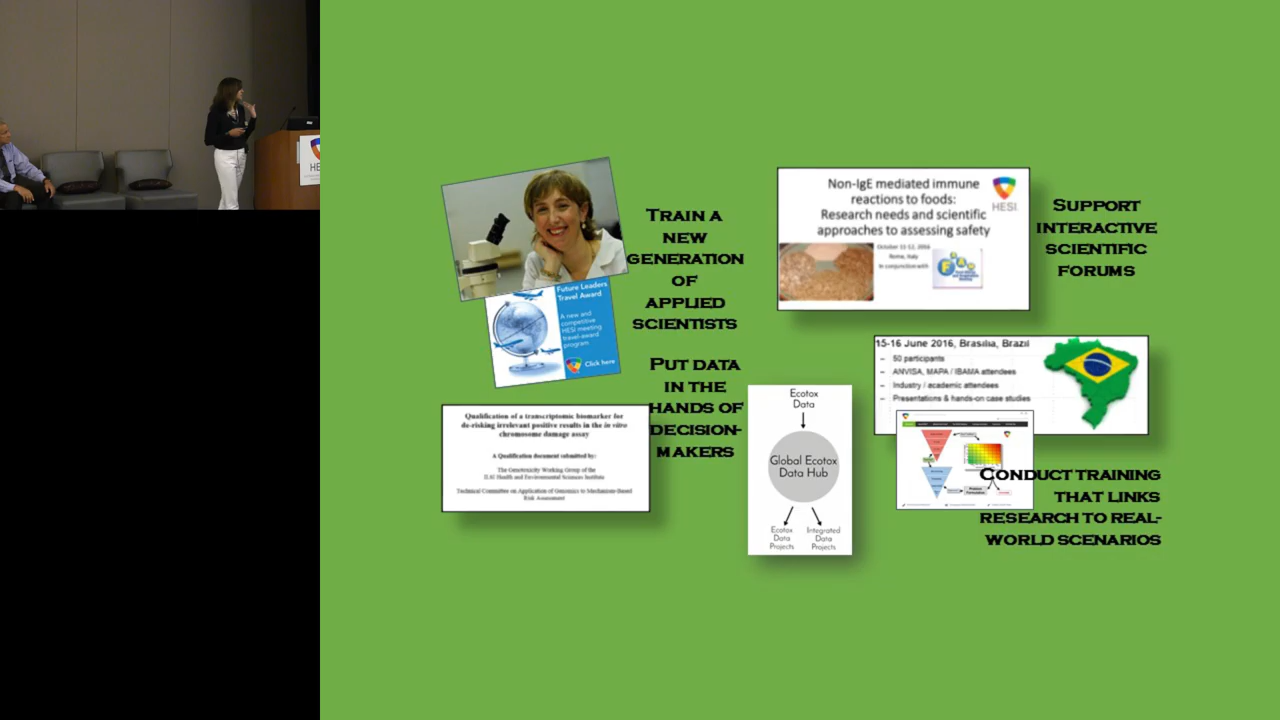 HE
Future Leaders
Travel Award
A new and
competitive
HESI meeting
travel-award
program
Click here
TRAIN A
NEW
GENERATION
OF
APPLIED
SCIENTISTS
Non-IgE mediated immune
reactions to foods:
Research needs and scientific
approaches to assessing safety
HESI
October 11-12, 2016
Rome, Italy
in conjunction with
SUPPORT
INTERACTIVE
SCIENTIFIC
FORUMS
PUT DATA
IN THE
HANDS OF
DECISION-
MAKERS
Qualification of a transcriptomic biomarker for
de-risking irrelevant positive results in the in vitro
chromosome damage assay
A Qualification document submitted by:
The Genotoxicity Working Group of the
ILSI Health and Environmental Sciences Institute
Technical Committee on Application of Genomics to Mechanism-Based
Risk Assessment
Ecotox
Data
Global Ecotox
Data Hub
Ecotox
Data
Projects
Integrated
Data
Projects
15-16 June 2016, Brasilia, Brazil
– 50 participants
– ANVISA, MAPA / IBAMA attendees
– Industry / academic attendees
– Presentations & hands-on case studies
CONDUCT TRAINING
THAT LINKS
RESEARCH TO REAL-
WORLD SCENARIOS